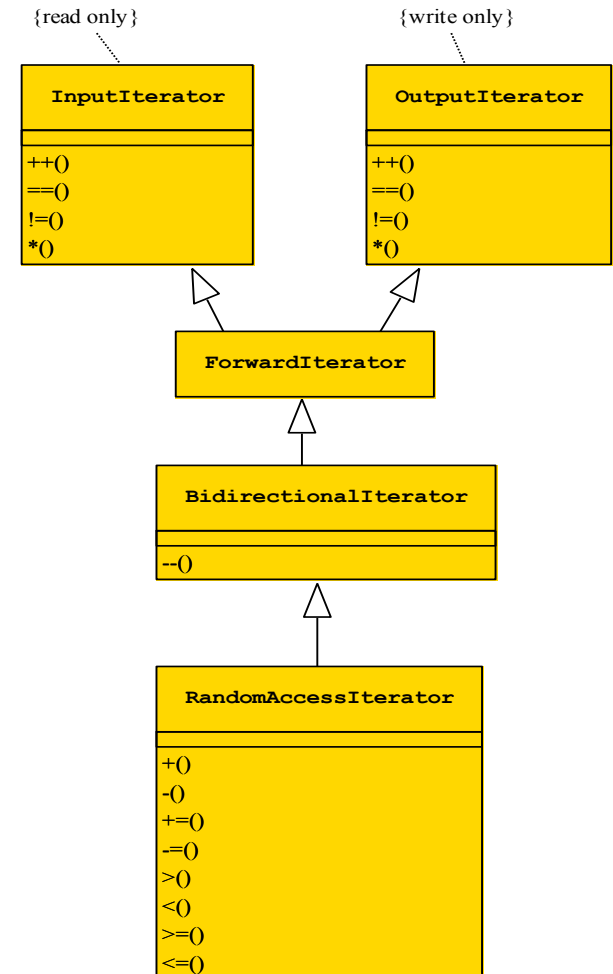 {read only}
{write only}
InputIterator
++()
==()
!=()
*()
OutputIterator
++()
==()
!=()
*()
ForwardIterator
BidirectionalIterator
--()
RandomAccessIterator
+()
-()
+=()
-=()
>()
<()
>=()
<=()